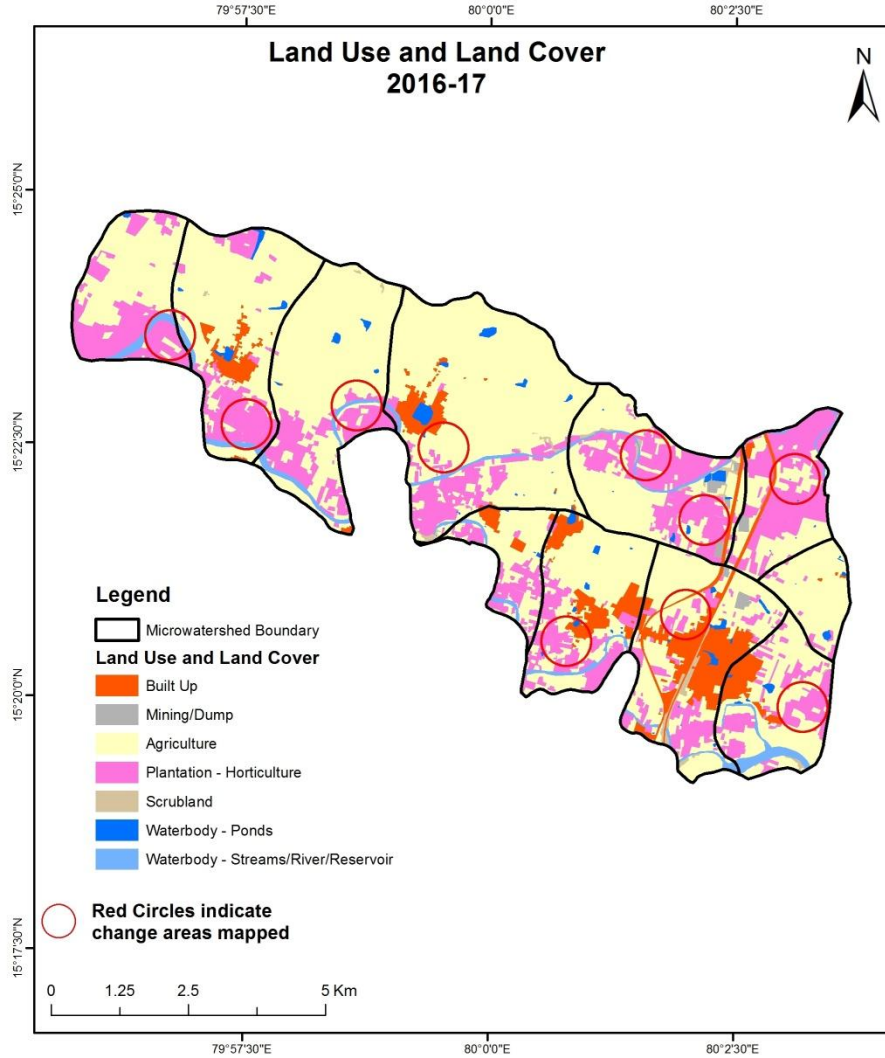 79°57'30"E 80°0'0"E 80°2'30"E
Land Use and Land Cover
2016-17
N
15°25'0"N
15°22'30"N
15°20'0"N
15°17'30"N
Legend
Microwatershed Boundary
Land Use and Land Cover
Built Up
Mining/Dump
Agriculture
Plantation - Horticulture
Scrubland
Waterbody - Ponds
Waterbody - Streams/River/Reservoir
Red Circles indicate
change areas mapped
0 1.25 2.5 5 Km
79°57'30"E 80°0'0"E 80°2'30"E